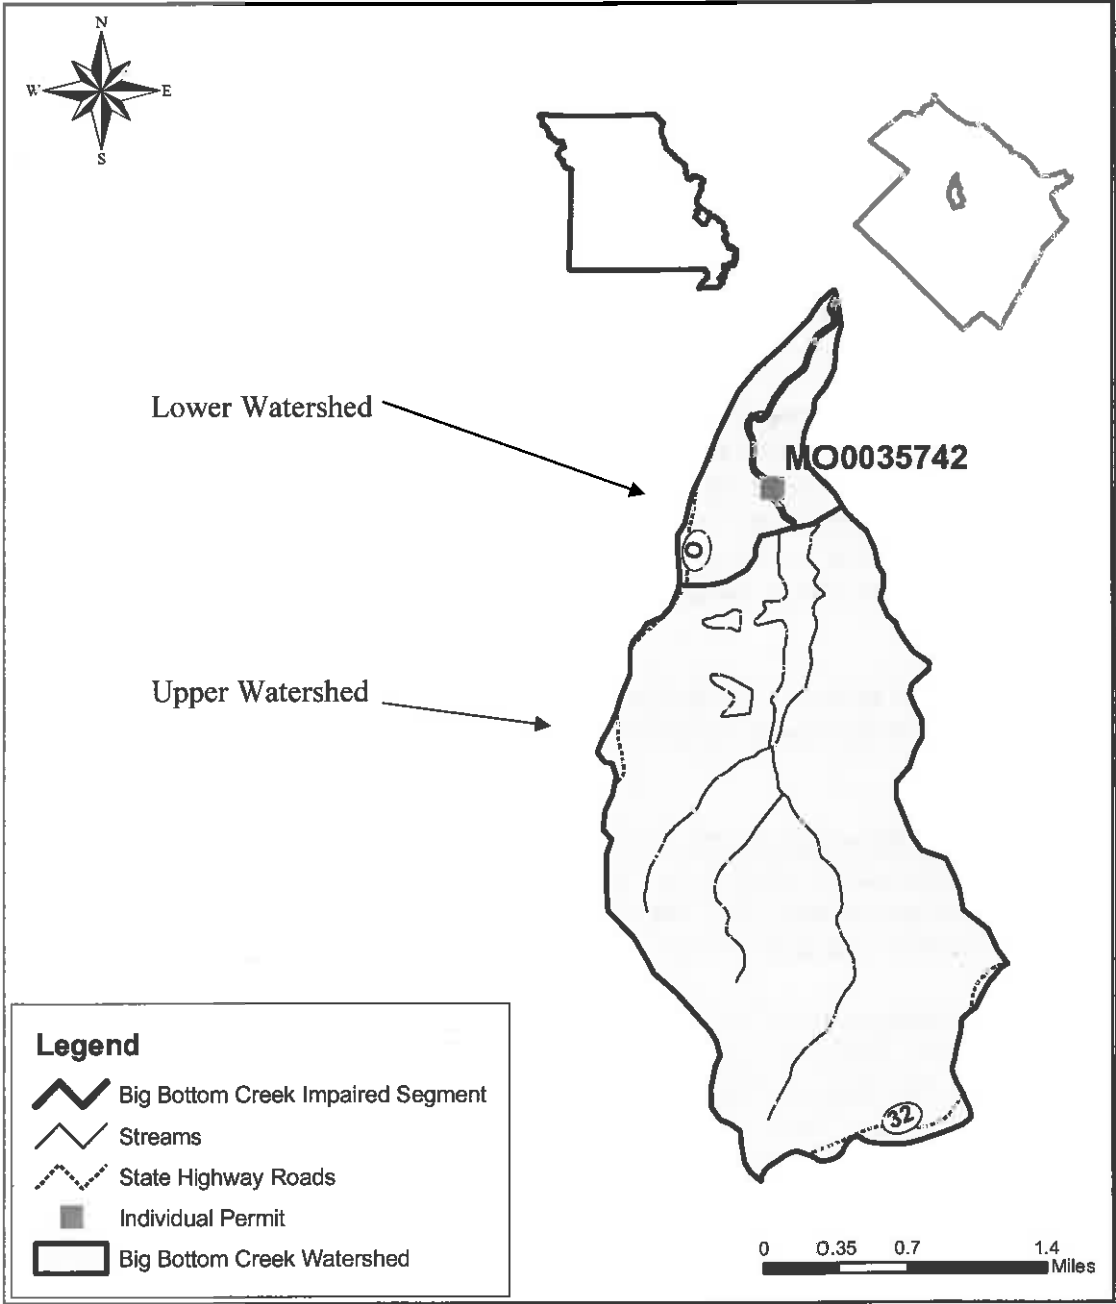 N
W E
S
Lower Watershed
MO0035742
O
Upper Watershed
32
Legend
Big Bottom Creek Impaired Segment
Streams
State Highway Roads
Individual Permit
Big Bottom Creek Watershed
0 0.35 0.7 1.4
Miles